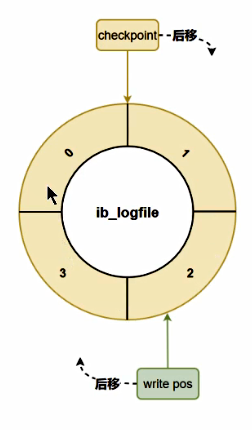 checkpoint
后移
0
1
ib_logfile
3
2
后移
write pos